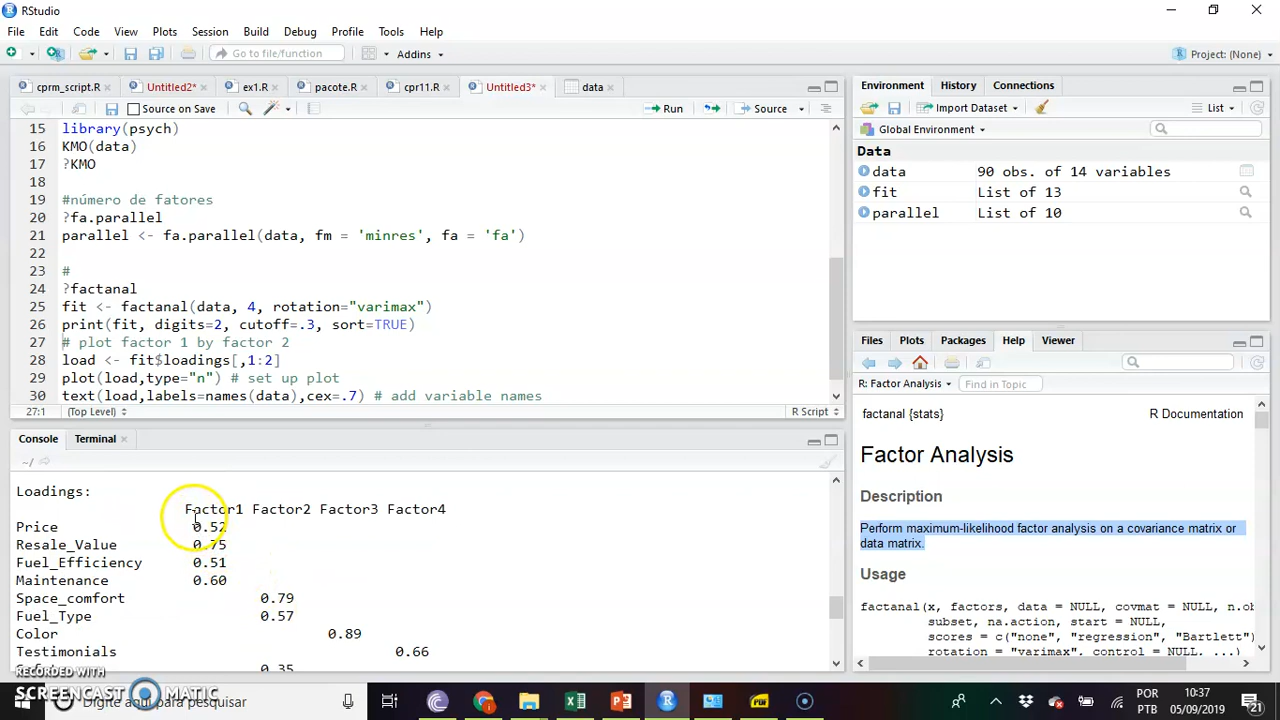 RStudio
File Edit Code View Plots Session Build Debug Profile Tools Help
Go to file/function Addins Project: (None)
cprm_script.R Untitled2* ex1.R pacote.R cpr11.R Untitled3* data
Source on Save Run Source
15 library(psych)
16 KMO(data)
17 ?KMO
18
19 #número de fatores
20 ?fa.parallel
21 parallel <- fa.parallel(data, fm = 'minres', fa = 'fa')
22
23 #
24 ?factanal
25 fit <- factanal(data, 4, rotation="varimax")
26 print(fit, digits=2, cutoff=.3, sort=TRUE)
27 # plot factor 1 by factor 2
28 load <- fit$loadings[,1:2]
29 plot(load,type="n") # set up plot
30 text(load,labels=names(data),cex=.7) # add variable names
27:1 (Top Level) R Script
Console Terminal
~/
Loadings:
Factor1 Factor2 Factor3 Factor4
Price 0.52
Resale_Value 0.75
Fuel_Efficiency 0.51
Maintenance 0.60
Space_comfort 0.79
Fuel_Type 0.57
Color 0.89
Testimonials 0.66
0.35
Environment History Connections
Import Dataset List
Global Environment
Data
data 90 obs. of 14 variables
fit List of 13
parallel List of 10
Files Plots Packages Help Viewer
R: Factor Analysis Find in Topic
factanal {stats} R Documentation
Factor Analysis
Description
Perform maximum-likelihood factor analysis on a covariance matrix or
data matrix.
Usage
factanal(x, factors, data = NULL, covmat = NULL, n.ob
subset, na.action, start = NULL,
scores = c("none", "regression", "Bartlett")
rotation = "varimax", control = NULL, ...)
RECORDED WITH
SCREENCAST MATIC
Digite aqui para pesquisar
POR
PTB
10:37
05/09/2019
21